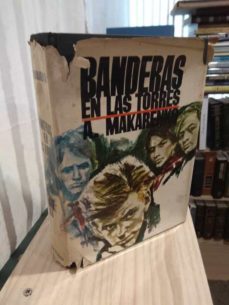 BANDERAS
EN LAS TORRES
A. MAKARENKO